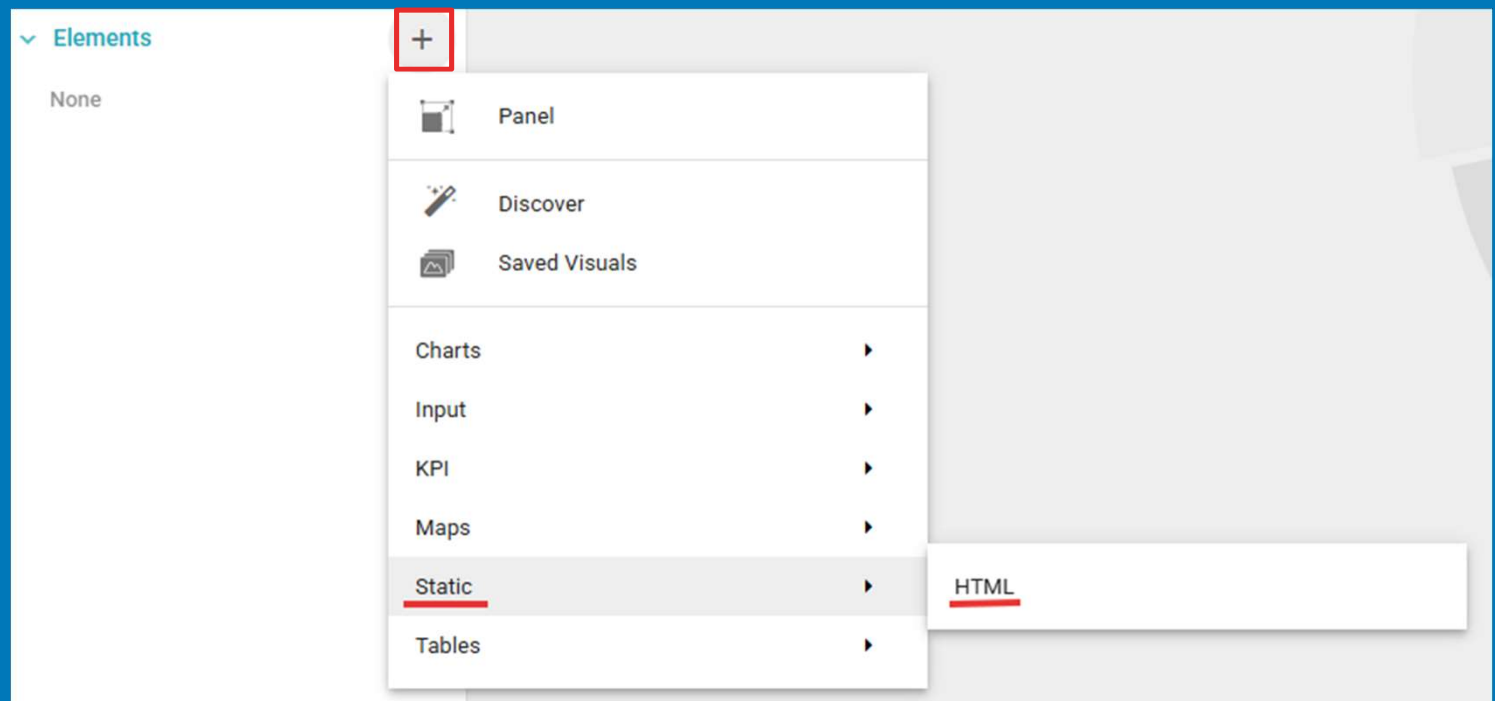 Elements +
None
Panel
Discover
Saved Visuals
Charts
Input
KPI
Maps
Static
HTML
Tables